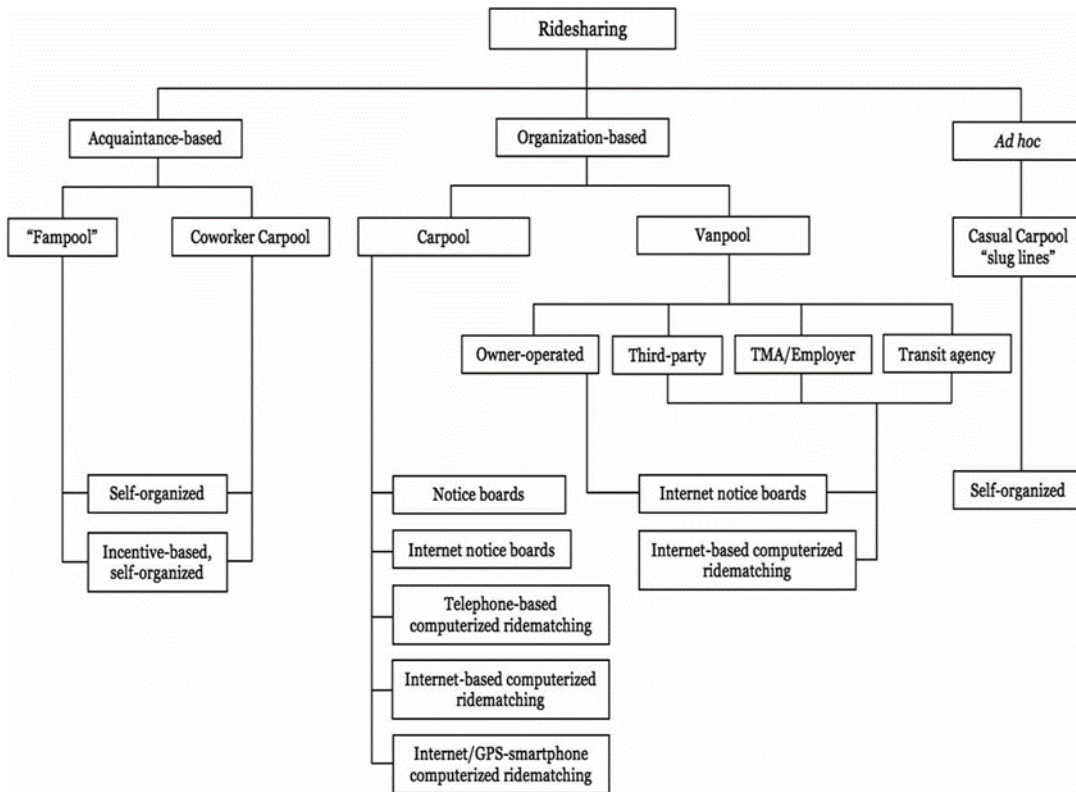 Ridesharing
Acquaintance-based
Organization-based
Ad hoc
“Fampool”
Coworker Carpool
Carpool
Vanpool
Casual Carpool
“slug lines”
Owner-operated
Third-party
TMA/Employer
Transit agency
Self-organized
Incentive-based,
self-organized
Notice boards
Internet notice boards
Telephone-based
computerized ridematching
Internet-based computerized
ridematching
Internet/GPS-smartphone
computerized ridematching
Internet notice boards
Internet-based computerized
ridematching
Self-organized